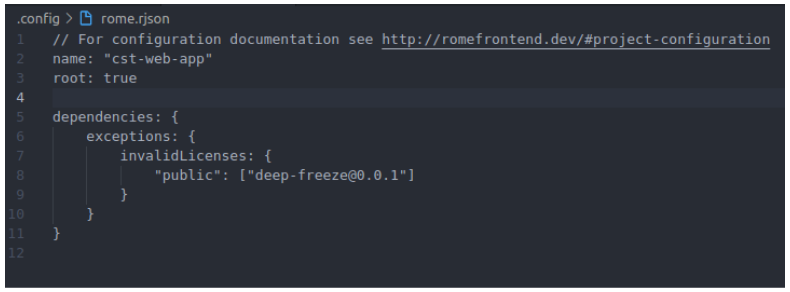 .config > rome.rjson
1 // For configuration documentation see http://romefrontend.dev/#project-configuration
2 name: "cst-web-app"
3 root: true
4
5 dependencies: {
6     exceptions: {
7         invalidLicenses: {
8             "public": ["deep-freeze@0.0.1"]
9         }
10     }
11 }
12